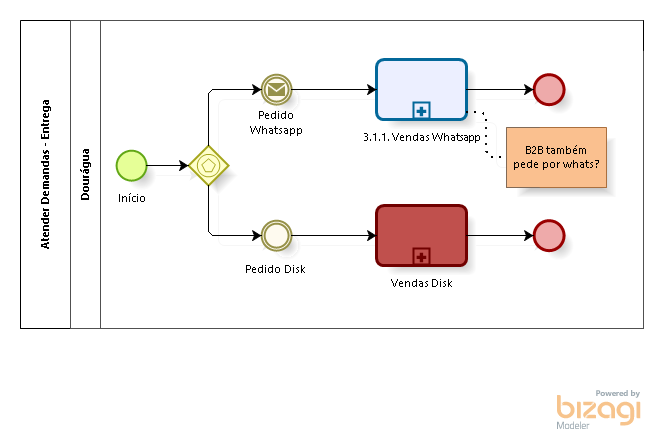 Atender Demandas - Entrega
Dourágua
Início
Pedido
Whatsapp
3.1.1. Vendas Whatsapp
B2B também
pede por whats?
Pedido Disk
Vendas Disk
Powered by
bizagi
Modeler